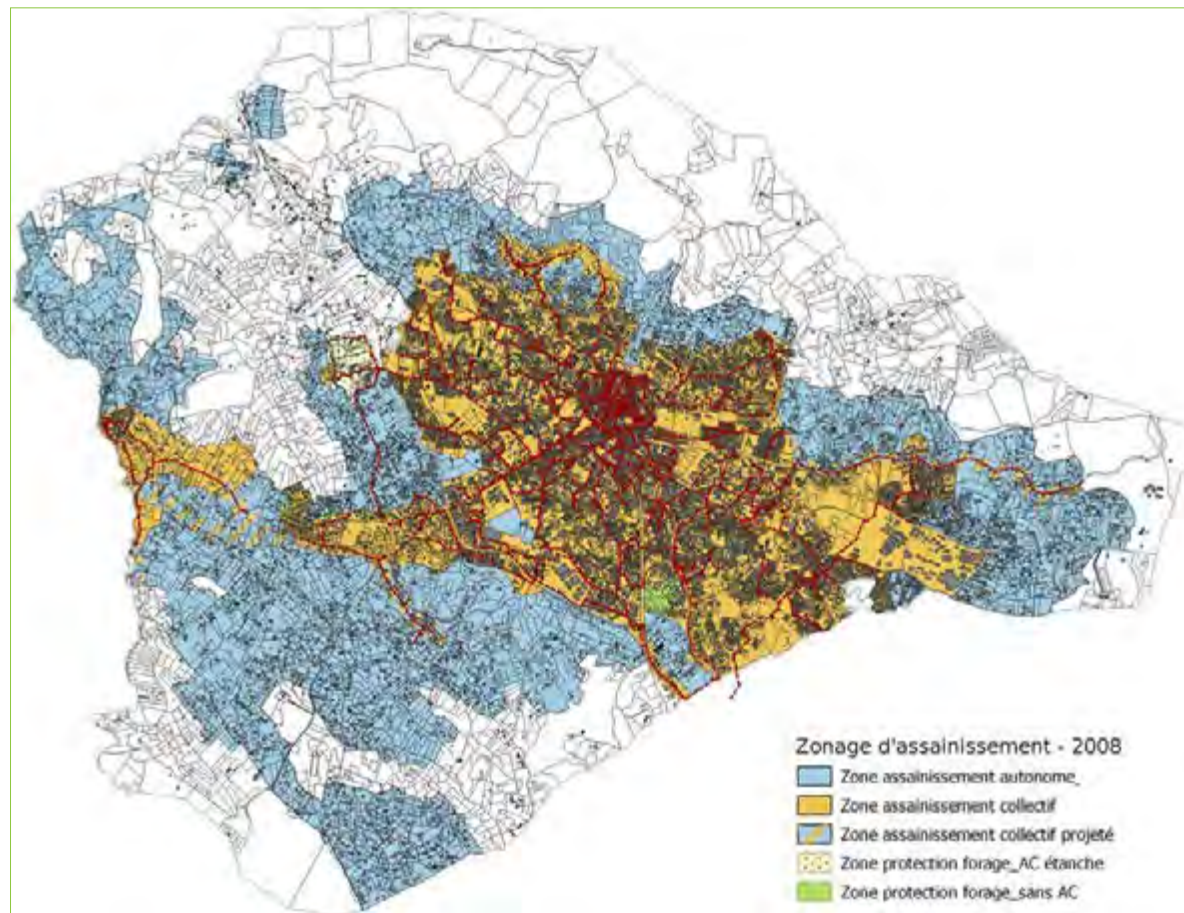 Zonage d'assainissement - 2008
Zone assainissement autonome_
Zone assainissement collectif
Zone assainissement collectif projeté
Zone protection forage_AC étanche
Zone protection forage_sans AC